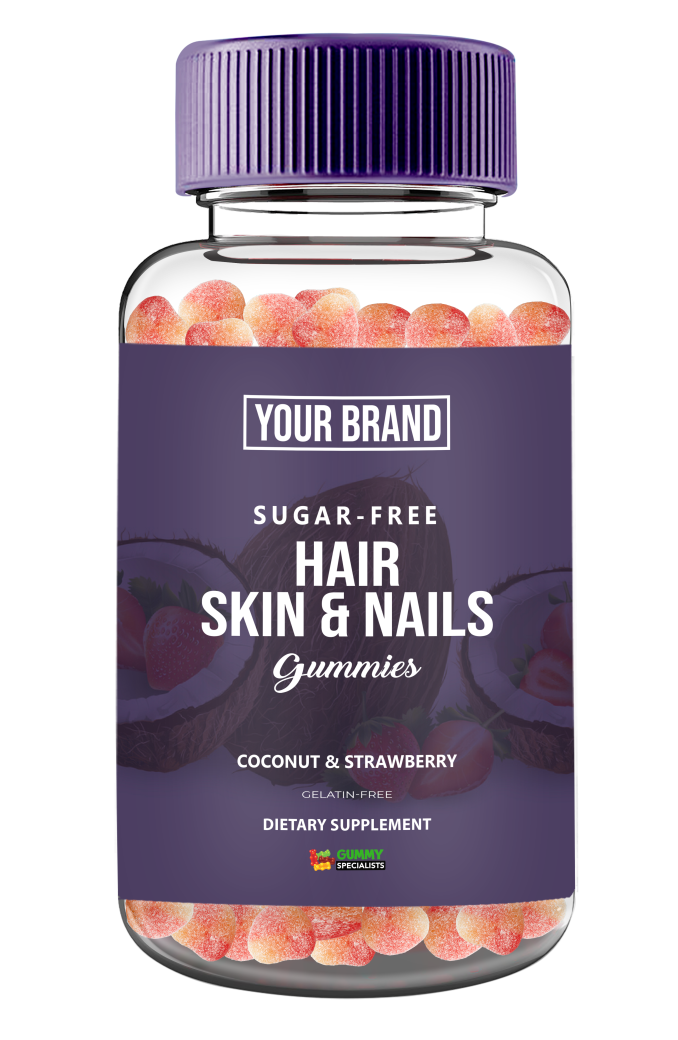 YOUR BRAND
SUGAR-FREE
HAIR
SKIN & NAILS
Gummies
COCONUT & STRAWBERRY
GELATIN-FREE
DIETARY SUPPLEMENT
GUMMY
SPECIALISTS